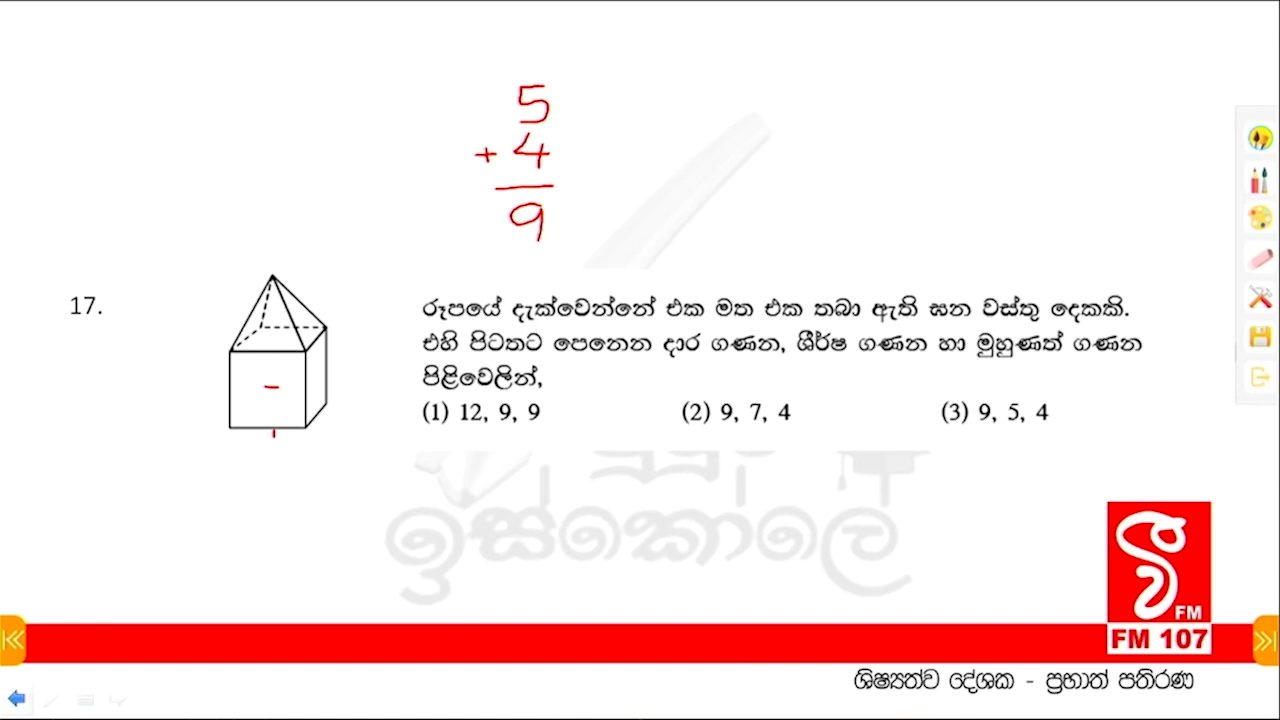 5
+ 4
9
17.
රූපයේ දැක්වෙන්නේ එක මත එක තබා ඇති ඝන වස්තු දෙකකි.
එහි පිටතට පෙනෙන දාර ගණන, ශීර්ෂ ගණන හා මුහුණත් ගණන
පිළිවෙලින්,
(1) 12, 9, 9 (2) 9, 7, 4 (3) 9, 5, 4
ඉස්කොලෙ
FM
FM 107
ශිෂ්‍යත්ව දේශක - ප්‍රභාත් පතිරණ